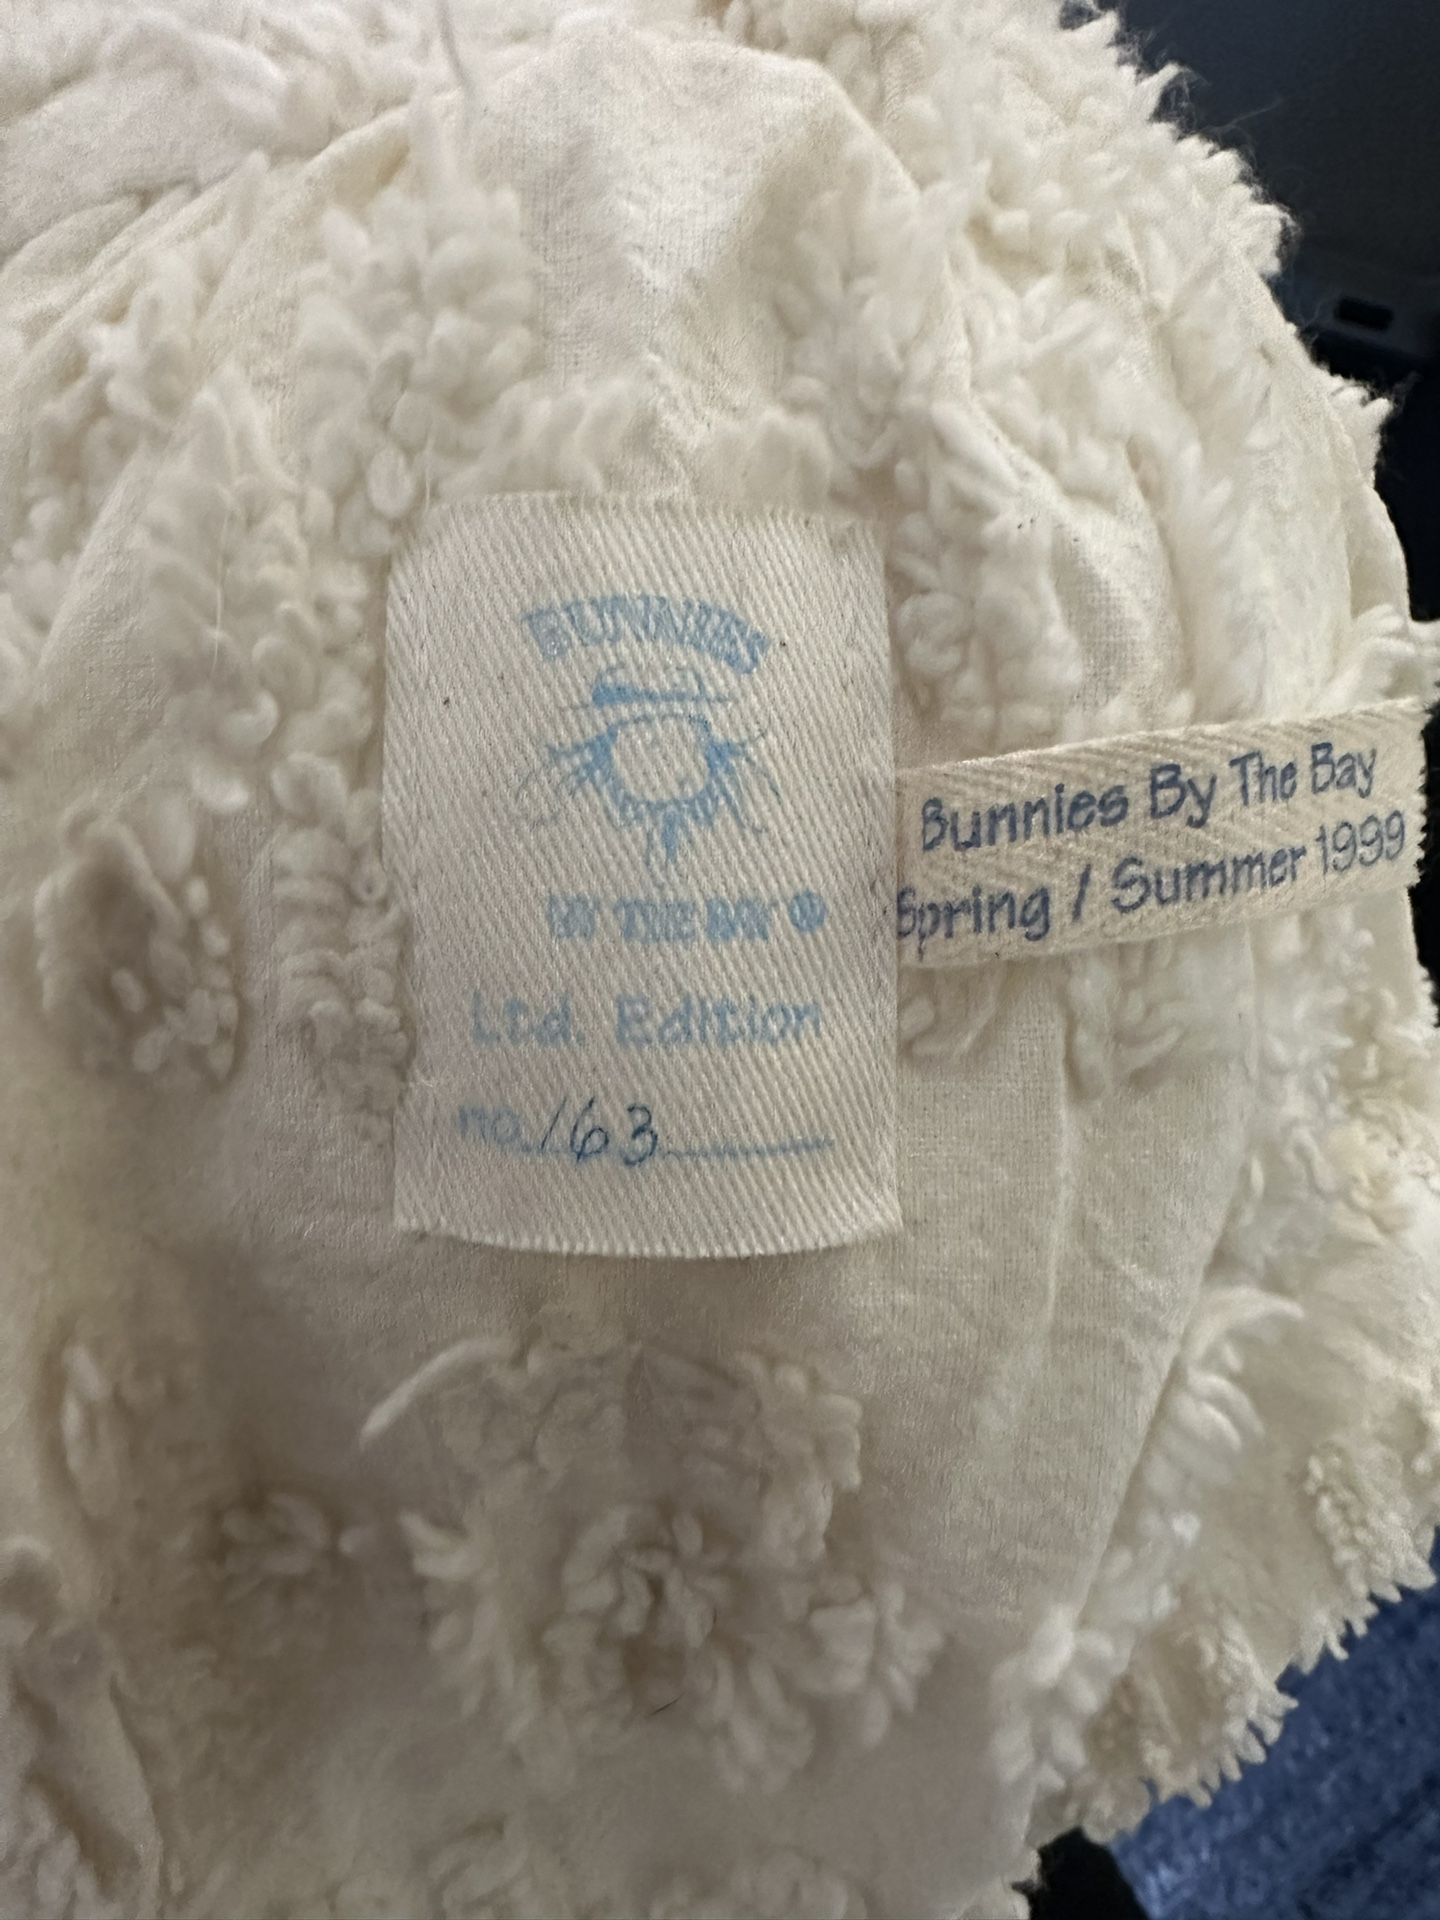 BUNNIES
BY THE BAY ®
Ltd. Edition
no. 163
Bunnies By The Bay
Spring / Summer 1999